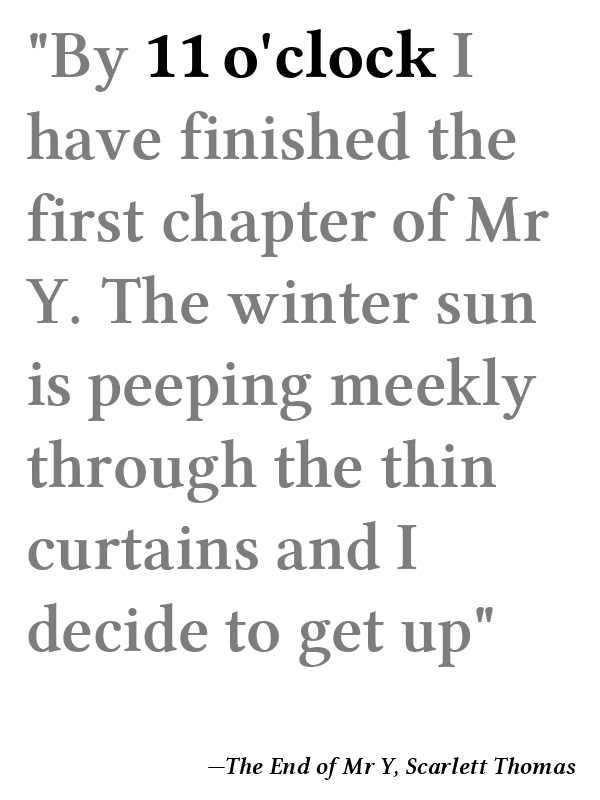 "By 11 o'clock I
have finished the
first chapter of Mr
Y. The winter sun
is peeping meekly
through the thin
curtains and I
decide to get up"
—The End of Mr Y, Scarlett Thomas